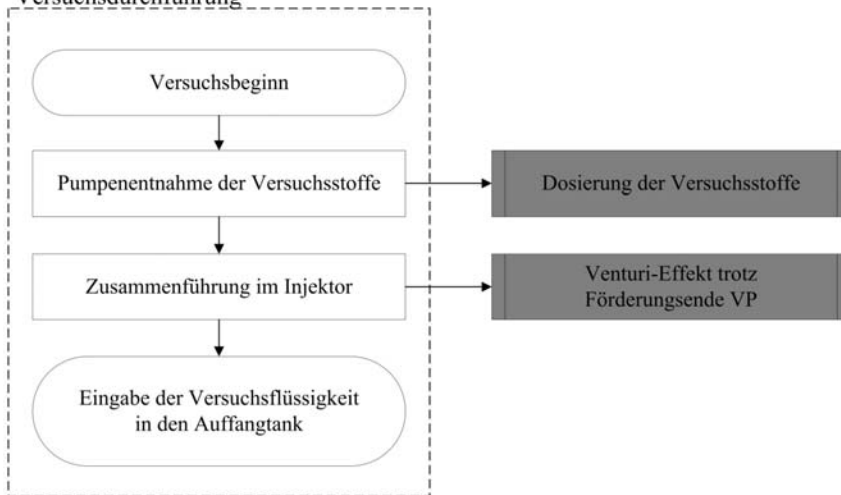 Versuchsdurchführung
Versuchsbeginn
Pumpenentnahme der Versuchsstoffe
Dosierung der Versuchsstoffe
Zusammenführung im Injektor
Venturi-Effekt trotz
Förderungsende VP
Eingabe der Versuchsflüssigkeit
in den Auffangtank